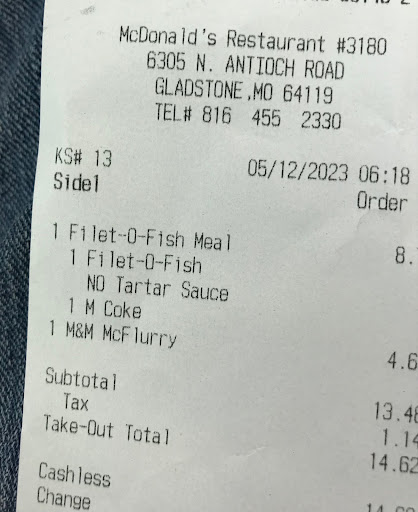 McDonald's Restaurant #3180
6305 N. ANTIOCH ROAD
GLADSTONE,MO 64119
TEL# 816 455 2330
KS# 13 05/12/2023 06:18
Side1 Order
1 Filet-O-Fish Meal 8.
1 Filet-O-Fish
NO Tartar Sauce
1 M Coke
1 M&M McFlurry 4.6
Subtotal 13.48
Tax 1.14
Take-Out Total 14.62
Cashless
Change